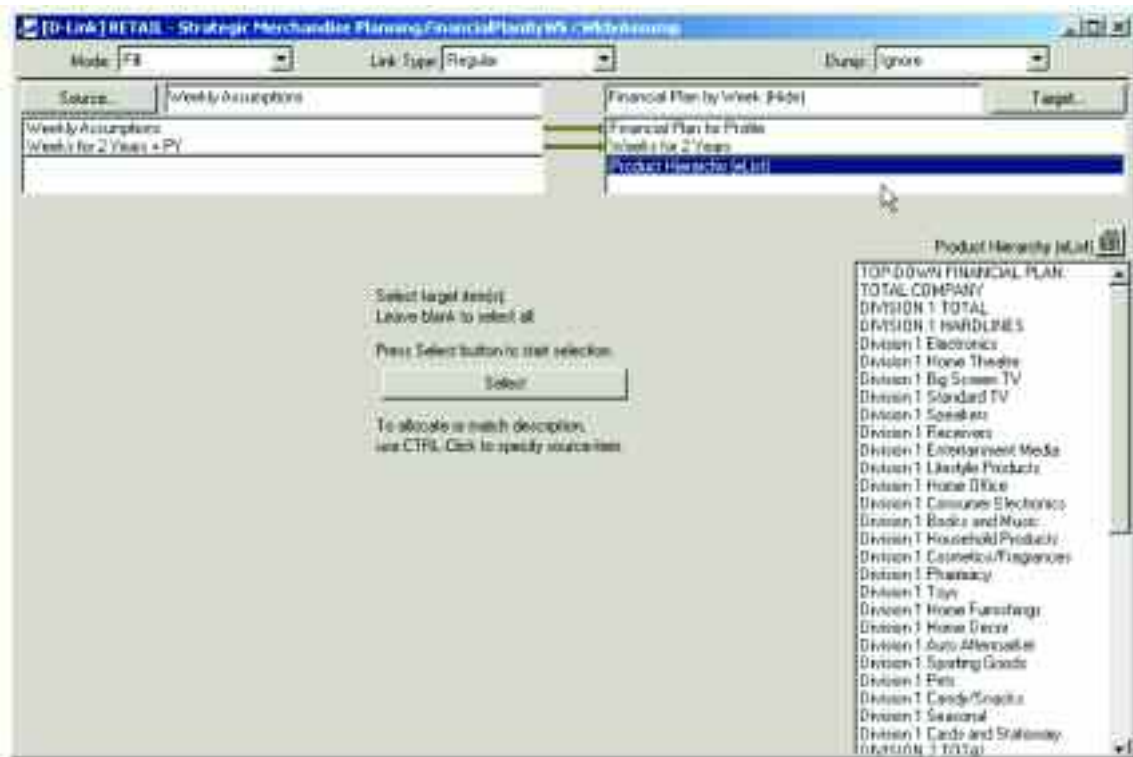 [D-Link] RETAIL - Strategic Merchandise Planning.
Mode: Fill
Link Type: Regular
Dump: Ignore
Source...
Weekly Assumptions
Financial Plan by Week (Hide)
Target...
Weekly Assumptions
Weeks for 2 Years + PY
Financial Plan for Profile
Weeks for 2 Years
Product Hierarchy (eList)
Product Hierarchy (eList)
Select target item(s)
Leave blank to select all
Press Select button to start selection.
Select
To allocate or match description,
use CTRL Click to specify source item
TOP-DOWN FINANCIAL PLAN
TOTAL COMPANY
DIVISION 1 TOTAL
DIVISION 1 HARDLINES
Division 1 Electronics
Division 1 Home Theatre
Division 1 Big Screen TV
Division 1 Standard TV
Division 1 Speakers
Division 1 Receivers
Division 1 Entertainment Media
Division 1 Lifestyle Products
Division 1 Home Office
Division 1 Consumer Electronics
Division 1 Books and Music
Division 1 Household Products
Division 1 Cosmetics/Fragrances
Division 1 Pharmacy
Division 1 Toys
Division 1 Home Furnishings
Division 1 Home Decor
Division 1 Auto Aftermarket
Division 1 Sporting Goods
Division 1 Pets
Division 1 Candy/Snacks
Division 1 Seasonal
Division 1 Cards and Stationery
DIVISION 2 TOTAL